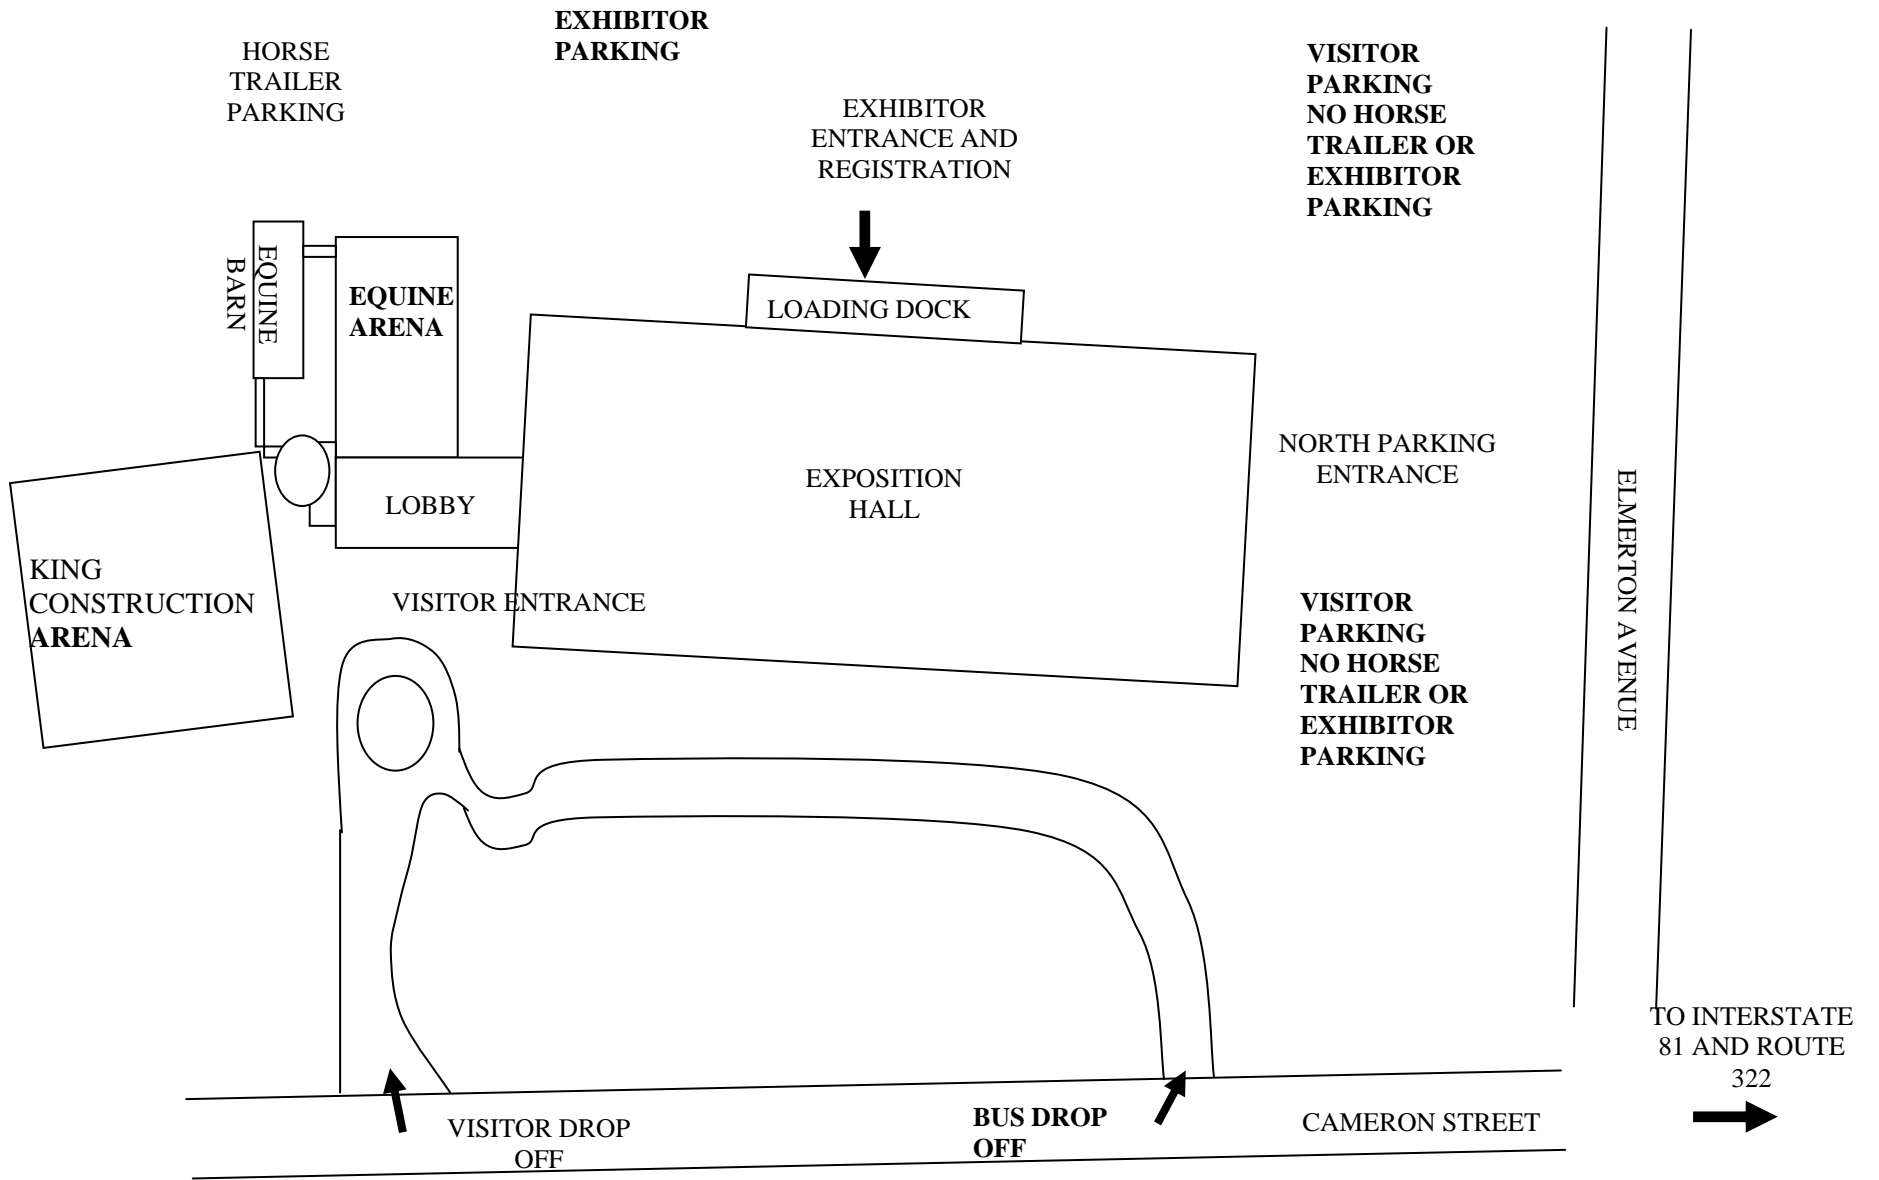 EXHIBITOR
PARKING
HORSE
TRAILER
PARKING
VISITOR
PARKING
NO HORSE
TRAILER OR
EXHIBITOR
PARKING
EXHIBITOR
ENTRANCE AND
REGISTRATION
EQUINE
BARN
EQUINE
ARENA
LOADING DOCK
NORTH PARKING
ENTRANCE
EXPOSITION
HALL
LOBBY
ELMERTON AVENUE
KING
CONSTRUCTION
ARENA
VISITOR ENTRANCE
VISITOR
PARKING
NO HORSE
TRAILER OR
EXHIBITOR
PARKING
TO INTERSTATE
81 AND ROUTE
322
VISITOR DROP
OFF
BUS DROP
OFF
CAMERON STREET